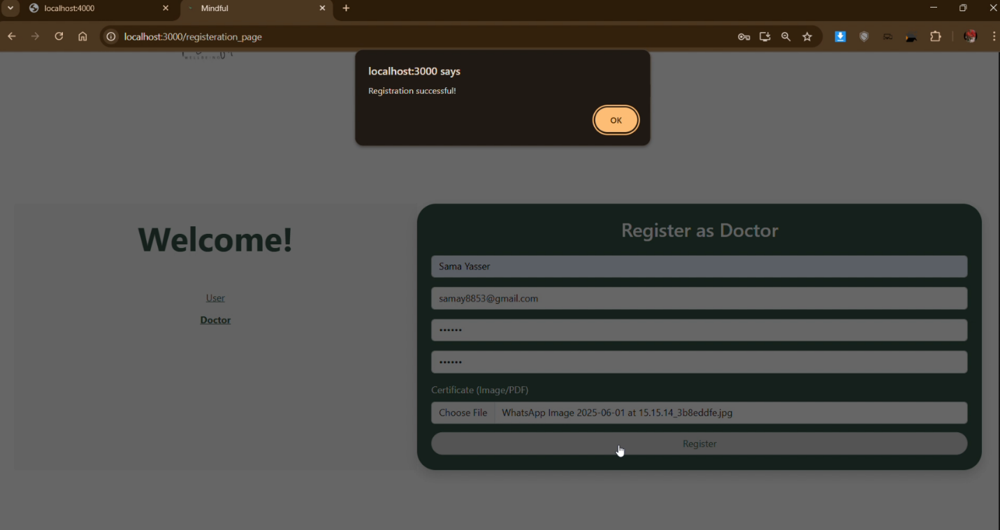 localhost:4000
Mindful
localhost:3000/registeration_page
WELLBEING
localhost:3000 says
Registration successful!
OK
Welcome!
User
Doctor
Register as Doctor
Sama Yasser
samay8853@gmail.com
••••••
••••••
Certificate (Image/PDF)
Choose File WhatsApp Image 2025-06-01 at 15.15.14_3b8eddfe.jpg
Register